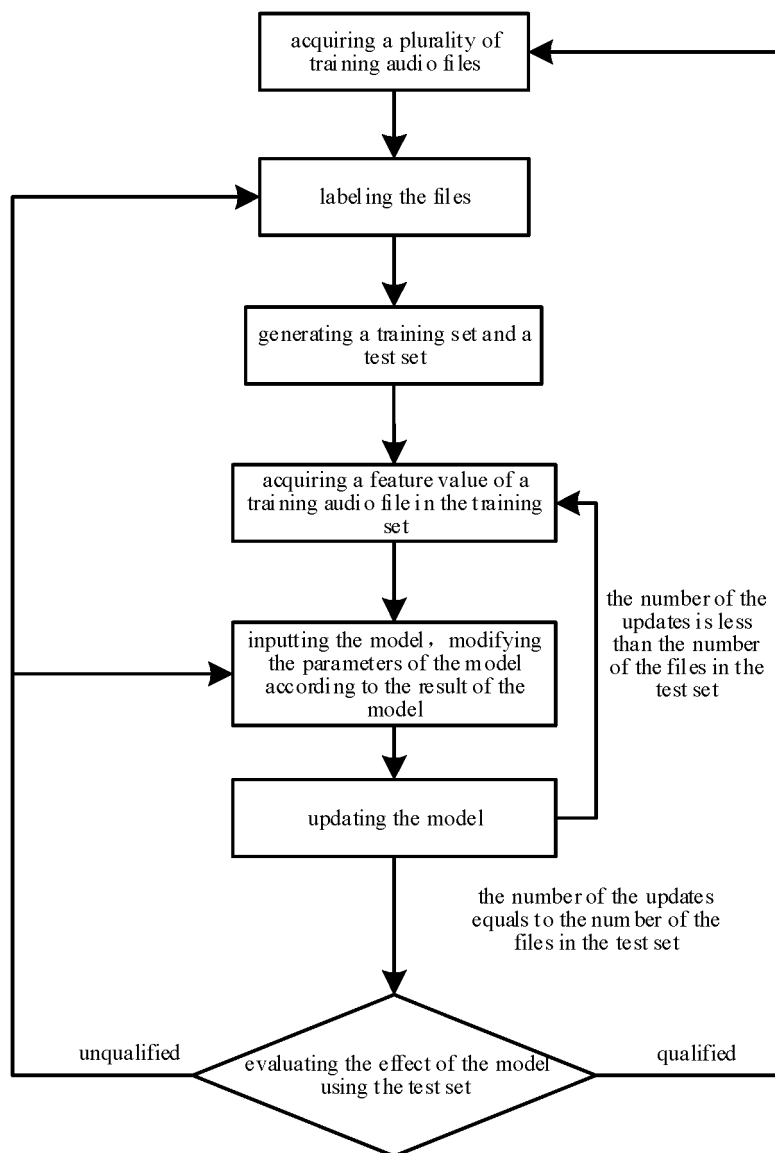 acquiring a plurality of
training audio files
labeling the files
generating a training set and a
test set
acquiring a feature value of a
training audio file in the training
set
the number of the
updates is less
than the number
of the files in the
test set
inputting the model，modifying
the parameters of the model
according to the result of the
model
updating the model
the number of the updates
equals to the number of the
files in the test set
unqualified
evaluating the effect of the model
using the test set
qualified